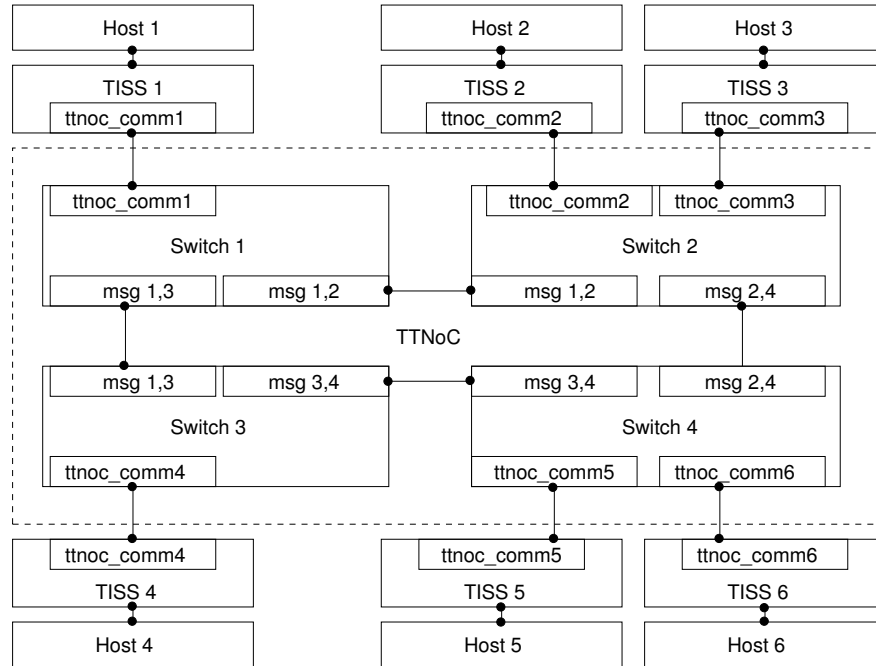 Host 1
Host 2
Host 3
TISS 1
TISS 2
TISS 3
ttnoc_comm1
ttnoc_comm2
ttnoc_comm3
ttnoc_comm1
ttnoc_comm2
ttnoc_comm3
Switch 1
Switch 2
msg 1,3
msg 1,2
msg 1,2
msg 2,4
TTNoC
msg 1,3
msg 3,4
msg 3,4
msg 2,4
Switch 3
Switch 4
ttnoc_comm4
ttnoc_comm5
ttnoc_comm6
ttnoc_comm4
ttnoc_comm5
ttnoc_comm6
TISS 4
TISS 5
TISS 6
Host 4
Host 5
Host 6